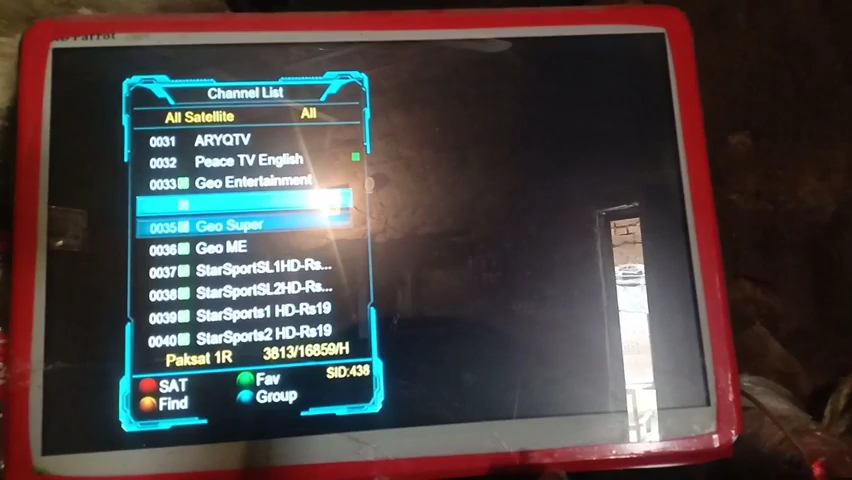 Parrot
Channel List
All Satellite All
0031 ARYQTV
0032 Peace TV English
0033 Geo Entertainment
0035 Geo Super
0036 Geo ME
0037 StarSportSL1HD-Rs...
0038 StarSportSL2HD-Rs...
0039 StarSports1 HD-Rs19
0040 StarSports2 HD-Rs19
Paksat 1R 3813/16859/H
SID:438
SAT Fav
Find Group